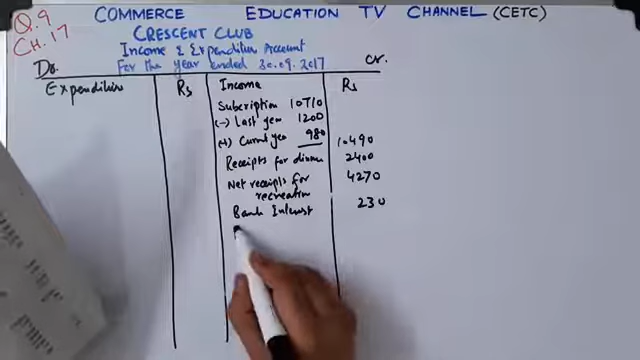 Q.9
CH.17
COMMERCE EDUCATION TV CHANNEL (CETC)
CRESCENT CLUB
Income & Expenditure Account
For the year ended 30.09.2017
Dr. Cr.
Expenditure Rs Income Rs
Subscription 10710
(-) Last year 1200
(+) Current year 980 10490
Receipts for dinner 2400
Net receipts for
recreation 4270
Bank Interest 230